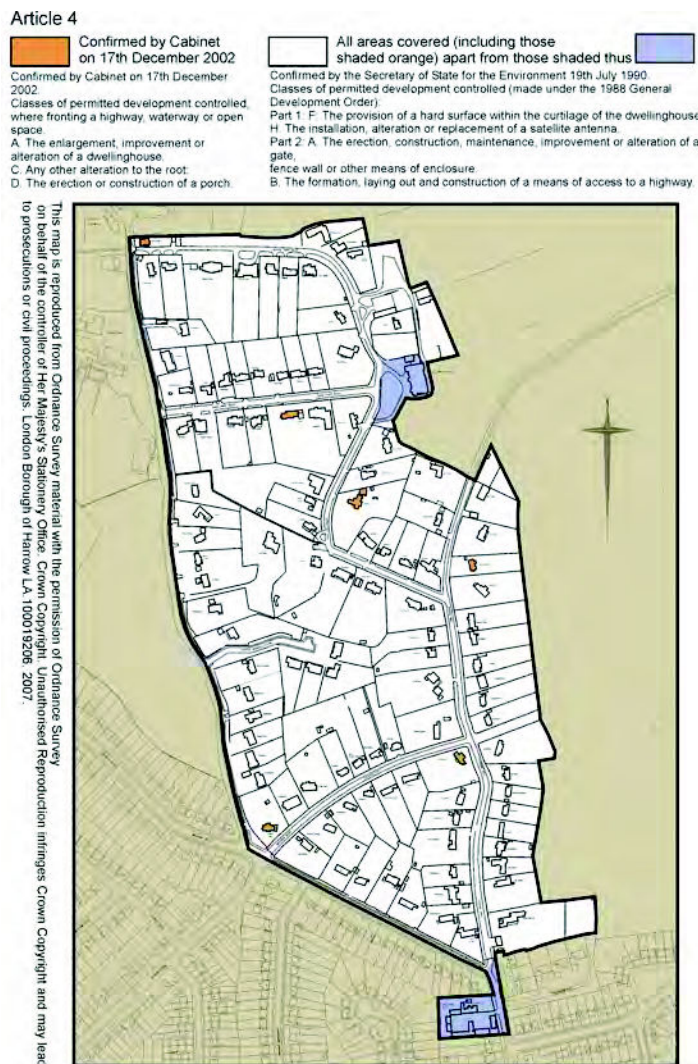 Article 4
Confirmed by Cabinet
on 17th December 2002
Confirmed by Cabinet on 17th December
2002.
Classes of permitted development controlled,
where fronting a highway, waterway or open
space.
A. The enlargement, improvement or
alteration of a dwellinghouse.
C. Any other alteration to the root.
D. The erection or construction of a porch.
All areas covered (including those
shaded orange) apart from those shaded thus
Confirmed by the Secretary of State for the Environment 19th July 1990.
Classes of permitted development controlled (made under the 1988 General
Development Order):
Part 1: F. The provision of a hard surface within the curtilage of the dwellinghouse
H. The installation, alteration or replacement of a satellite antenna.
Part 2: A. The erection, construction, maintenance, improvement or alteration of a
gate,
fence wall or other means of enclosure.
B. The formation, laying out and construction of a means of access to a highway.
This map is reproduced from Ordnance Survey material with the permission of Ordnance Survey
on behalf of the controller of Her Majesty's Stationery Office. Crown Copyright. Unauthorised Reproduction infringes Crown Copyright and may lead
to prosecutions or civil proceedings. London Borough of Harrow LA.100019206. 2007.